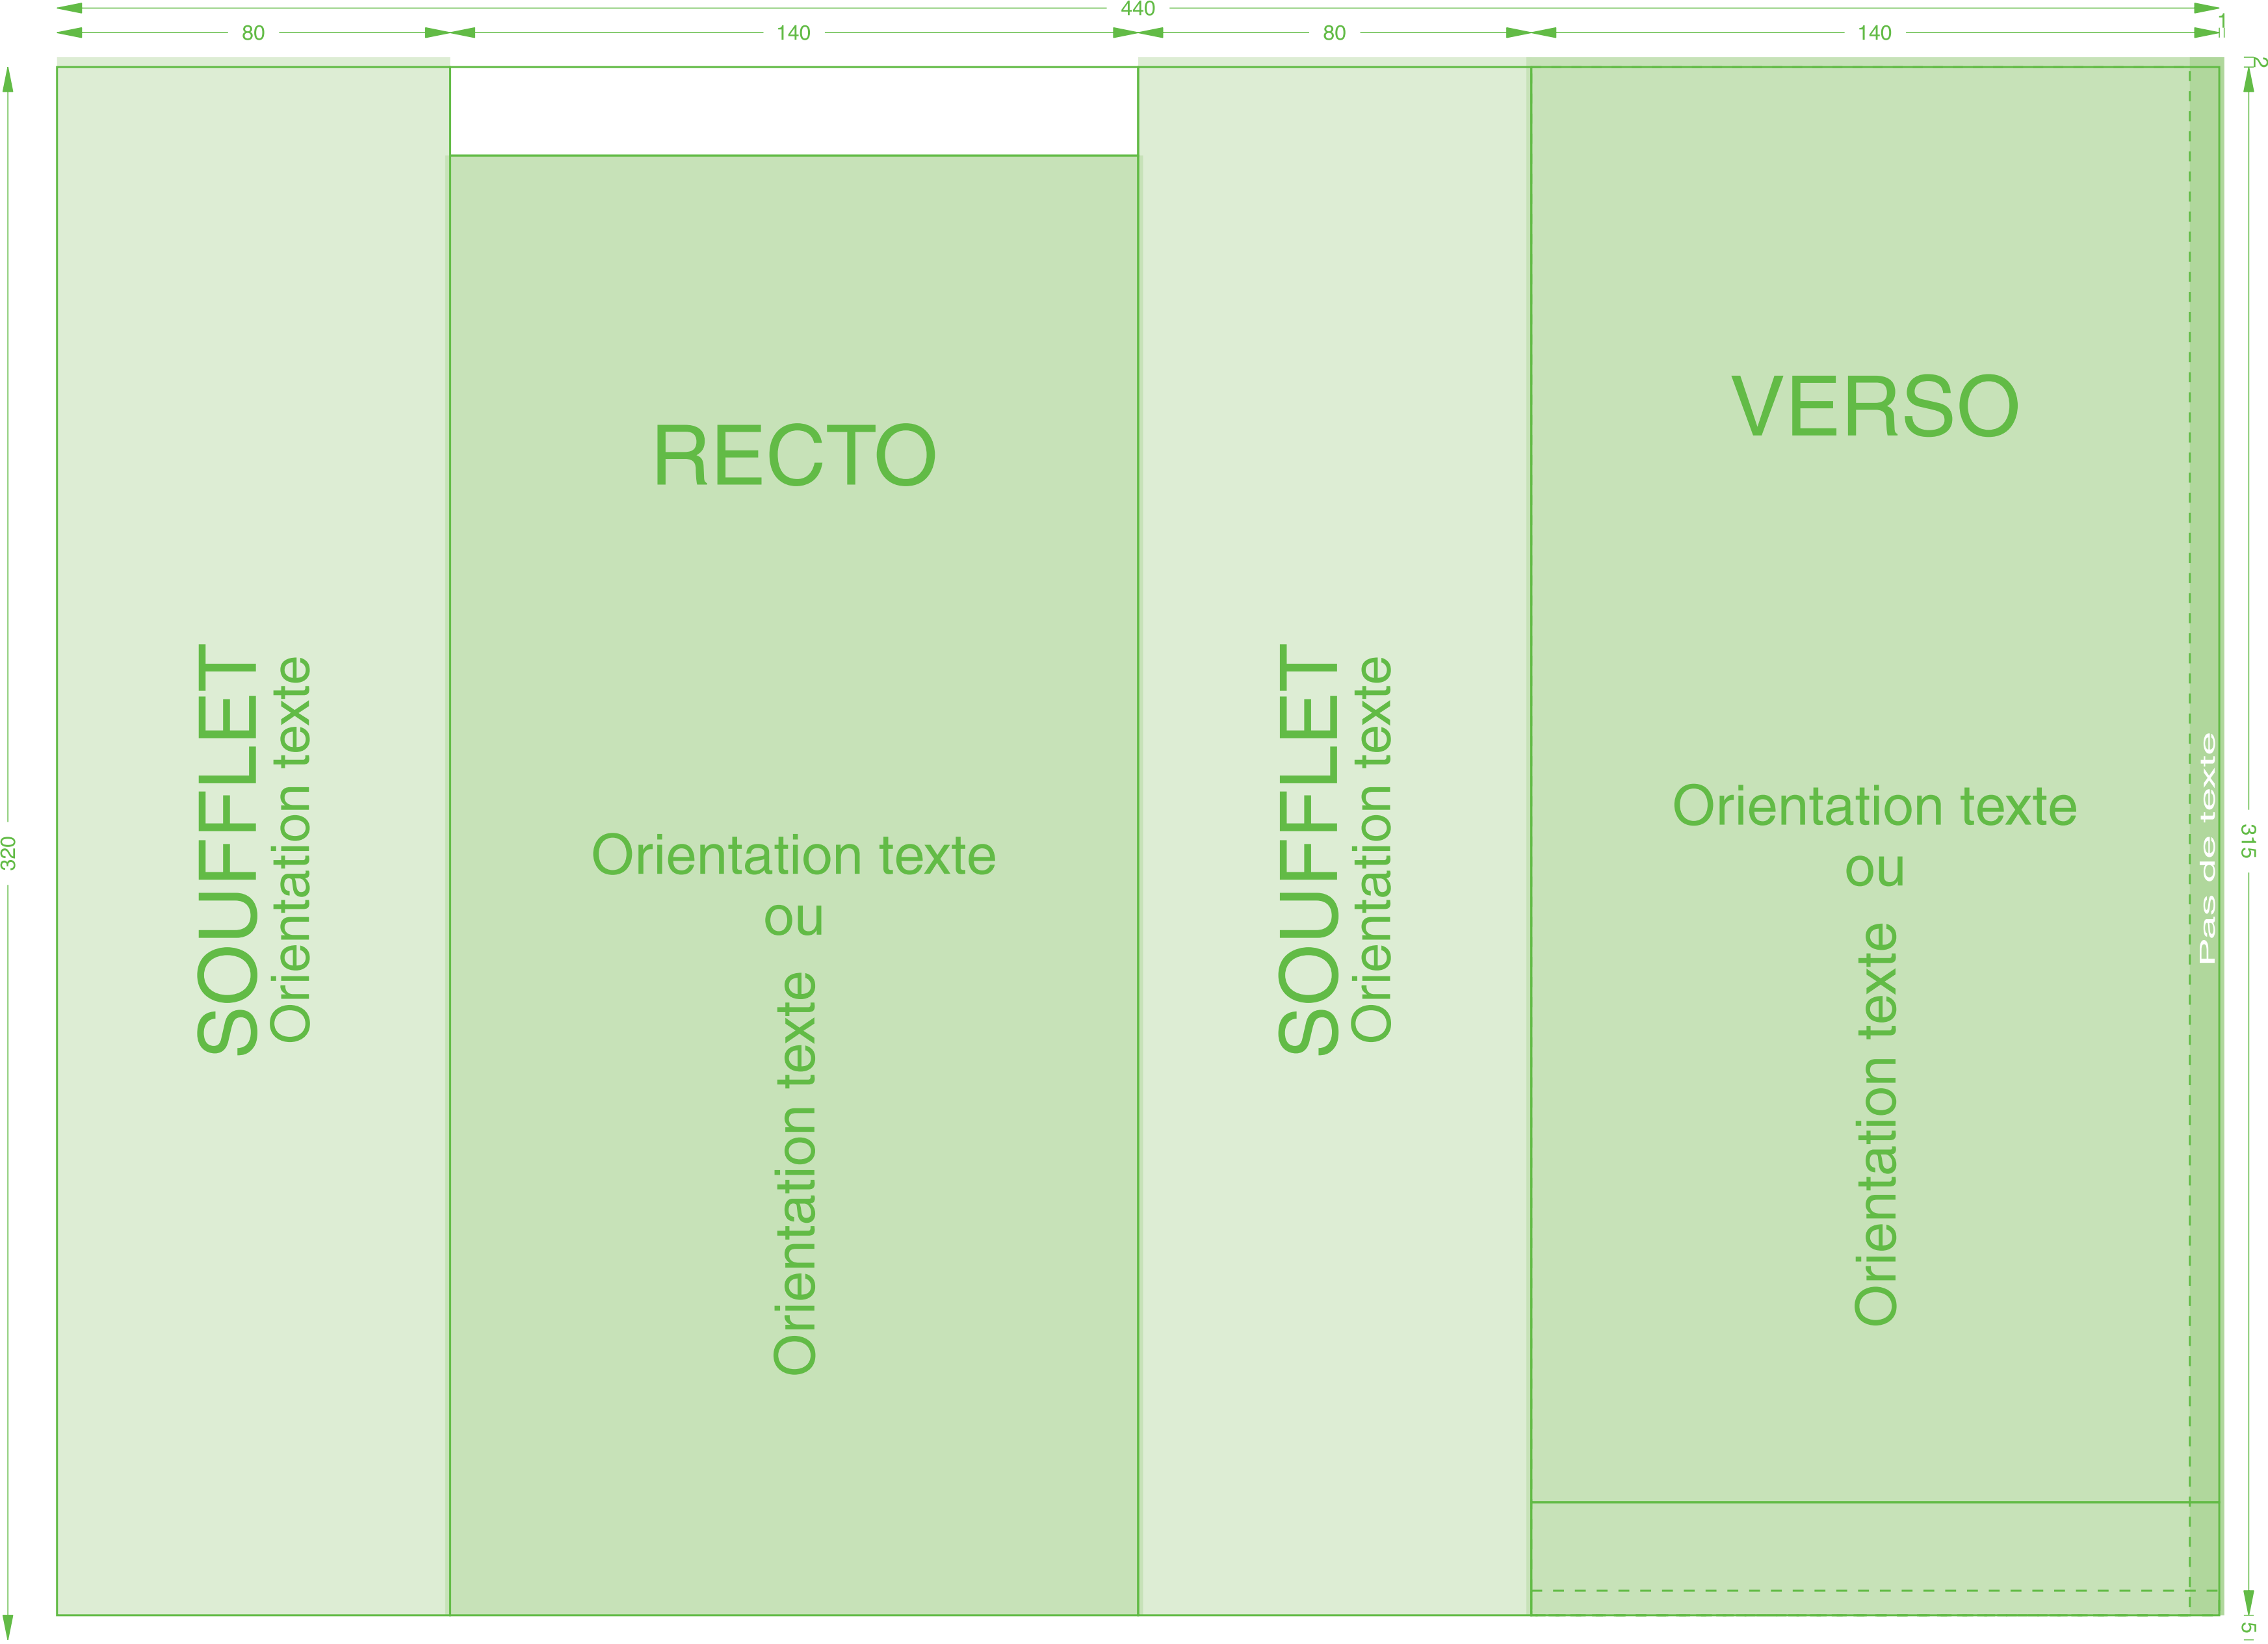 440
80
140
80
140
1
2
RECTO
VERSO
SOUFFLET
Orientation texte
Orientation texte
ou
Orientation texte
SOUFFLET
Orientation texte
Orientation texte
ou
Orientation texte
Pas de texte
320
315
5